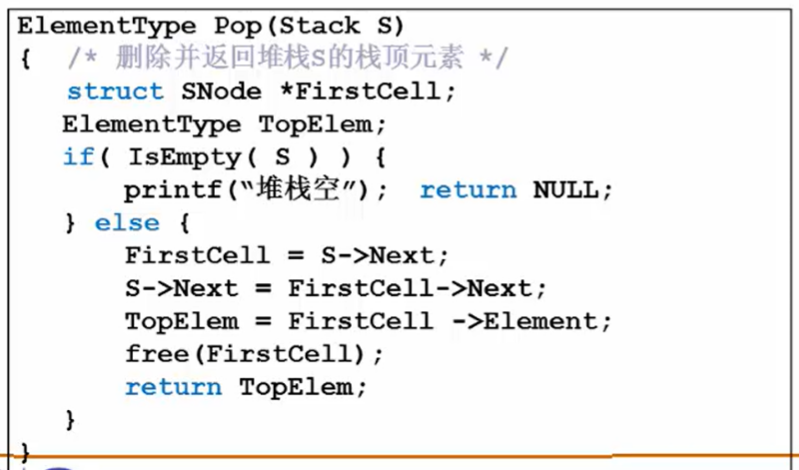 ElementType Pop(Stack S)
{ /* 删除并返回堆栈S的栈顶元素 */
struct SNode *FirstCell;
ElementType TopElem;
if( IsEmpty( S ) ) {
printf(“堆栈空”); return NULL;
} else {
FirstCell = S->Next;
S->Next = FirstCell->Next;
TopElem = FirstCell ->Element;
free(FirstCell);
return TopElem;
}
}